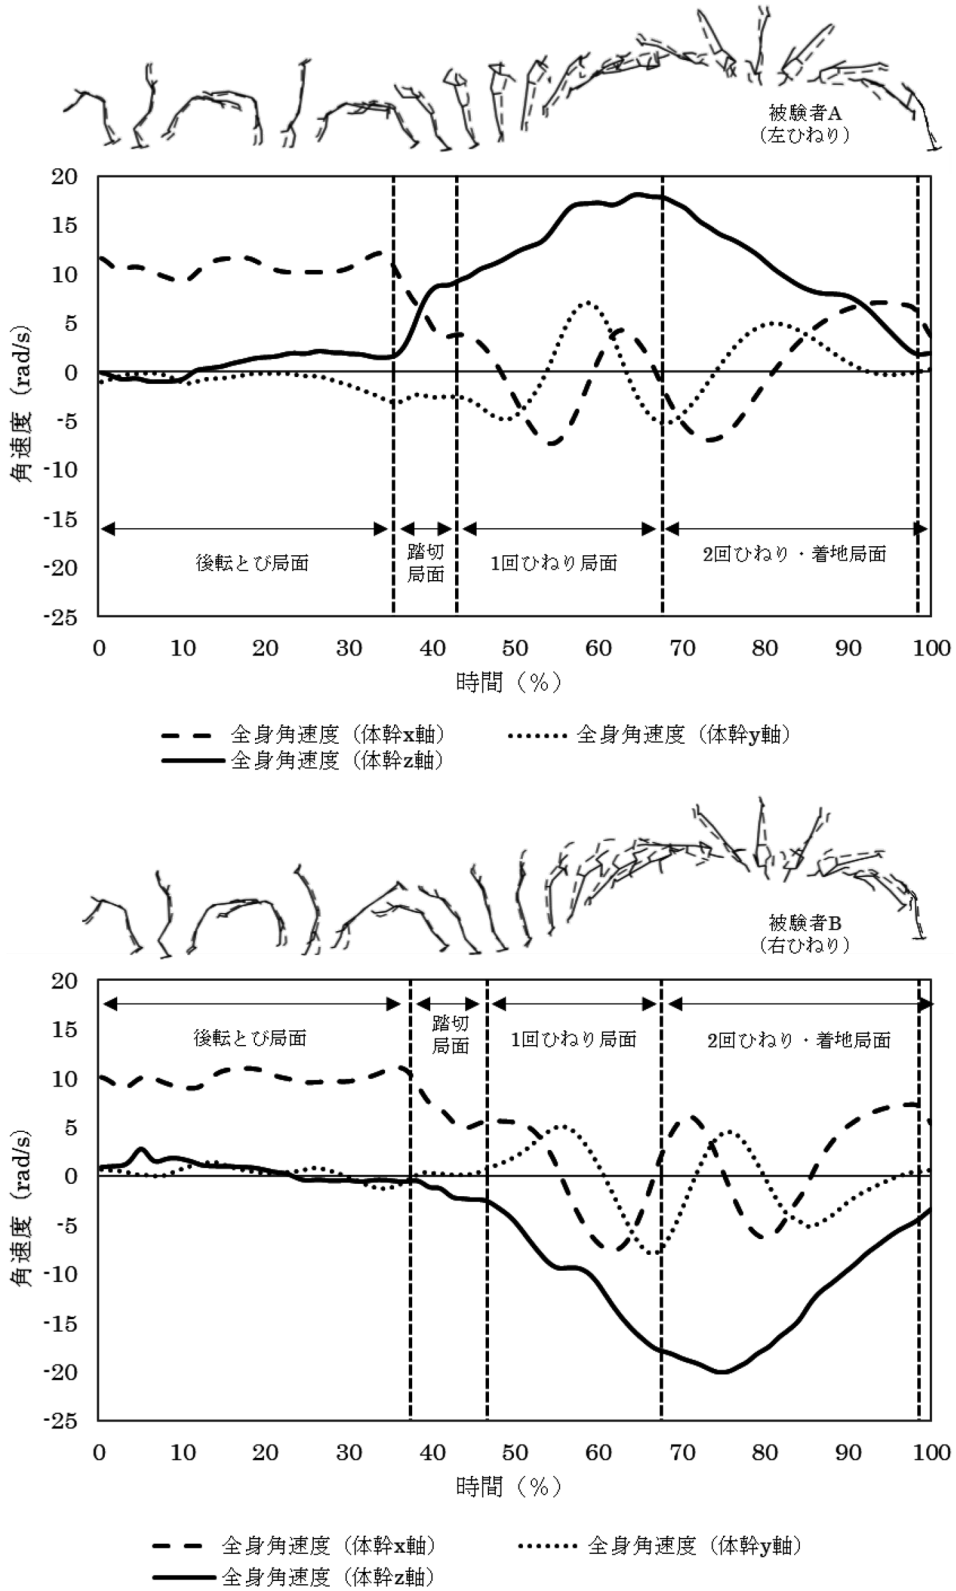 被験者A
(左ひねり)
20
15
10
5
0
-5
-10
-15
-20
-25
角速度（rad/s）
後転とび局面
踏切
局面
1回ひねり局面
2回ひねり・着地局面
0 10 20 30 40 50 60 70 80 90 100
時間（%）
全身角速度（体幹x軸） 全身角速度（体幹y軸）
全身角速度（体幹z軸）
被験者B
(右ひねり)
20
15
10
5
0
-5
-10
-15
-20
-25
角速度（rad/s）
後転とび局面
踏切
局面
1回ひねり局面
2回ひねり・着地局面
0 10 20 30 40 50 60 70 80 90 100
時間（%）
全身角速度（体幹x軸） 全身角速度（体幹y軸）
全身角速度（体幹z軸）